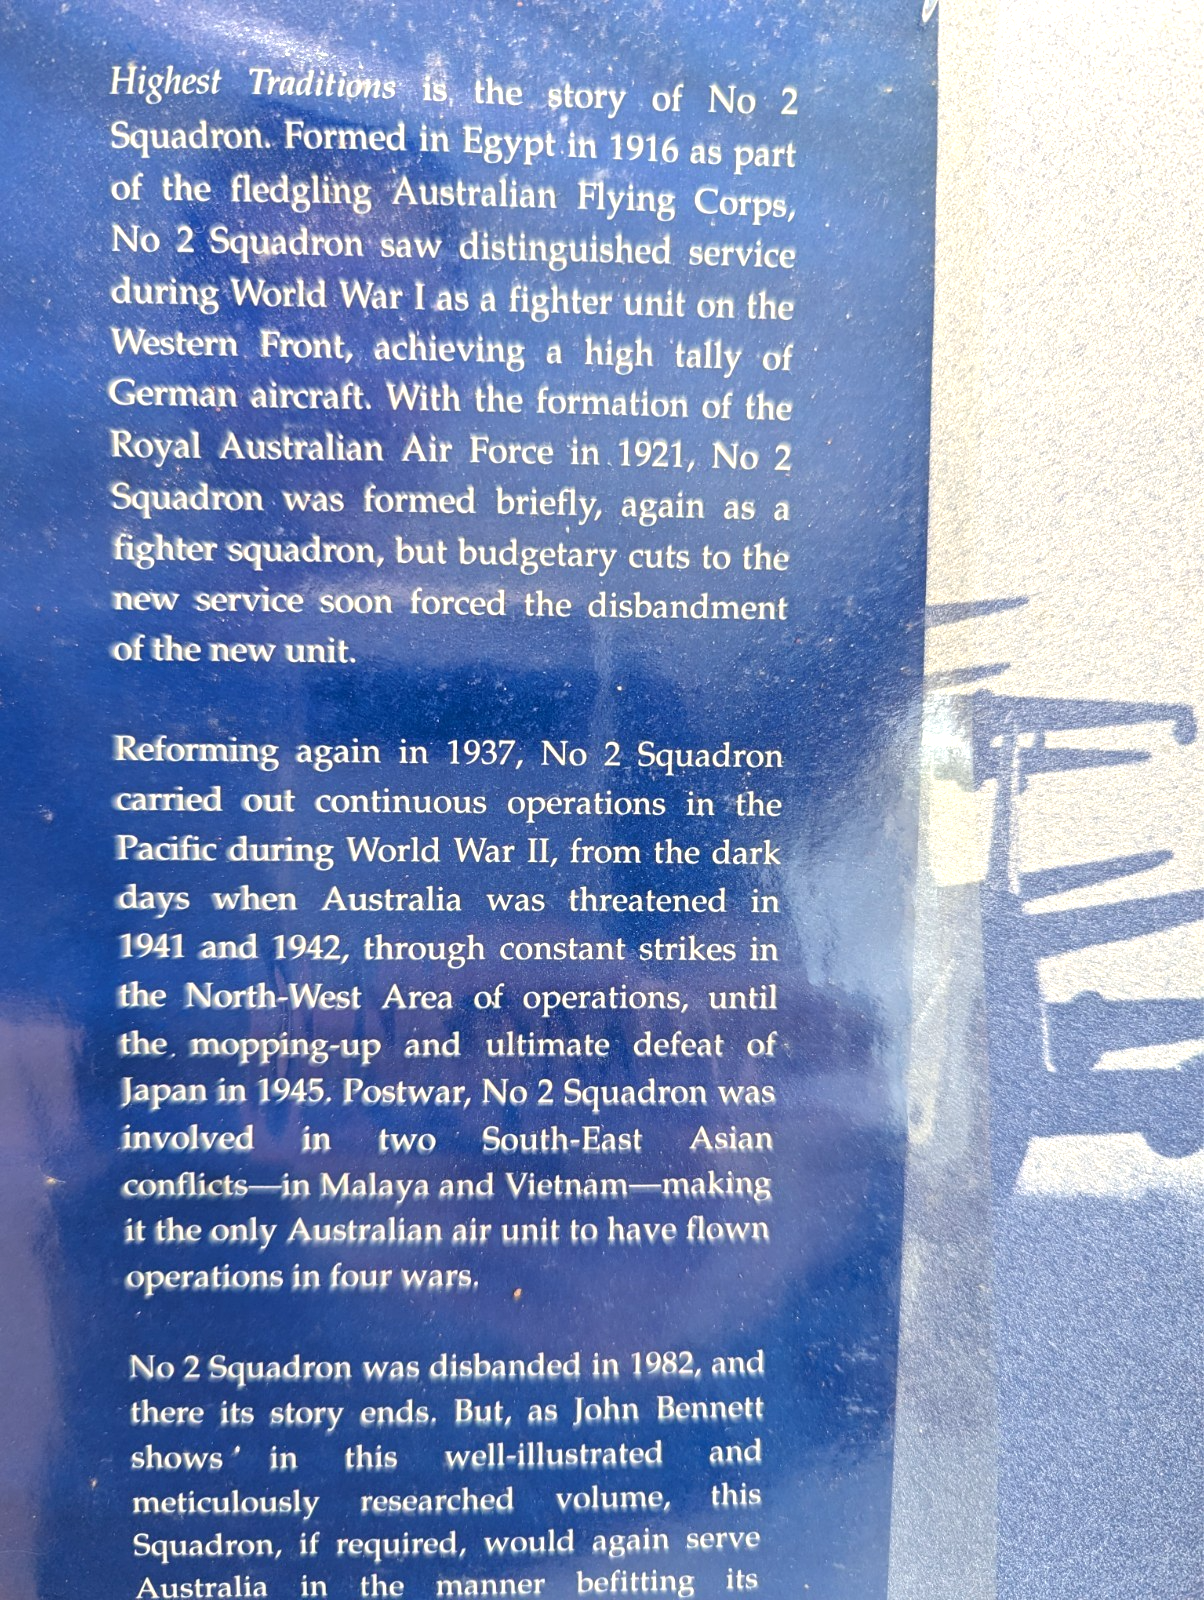 Highest Traditions is the story of No 2
Squadron. Formed in Egypt in 1916 as part
of the fledgling Australian Flying Corps,
No 2 Squadron saw distinguished service
during World War I as a fighter unit on the
Western Front, achieving a high tally of
German aircraft. With the formation of the
Royal Australian Air Force in 1921, No 2
Squadron was formed briefly, again as a
fighter squadron, but budgetary cuts to the
new service soon forced the disbandment
of the new unit.
Reforming again in 1937, No 2 Squadron
carried out continuous operations in the
Pacific during World War II, from the dark
days when Australia was threatened in
1941 and 1942, through constant strikes in
the North-West Area of operations, until
the mopping-up and ultimate defeat of
Japan in 1945. Postwar, No 2 Squadron was
involved in two South-East Asian
conflicts—in Malaya and Vietnam—making
it the only Australian air unit to have flown
operations in four wars.
No 2 Squadron was disbanded in 1982, and
there its story ends. But, as John Bennett
shows in this well-illustrated and
meticulously researched volume, this
Squadron, if required, would again serve
Australia in the manner befitting its